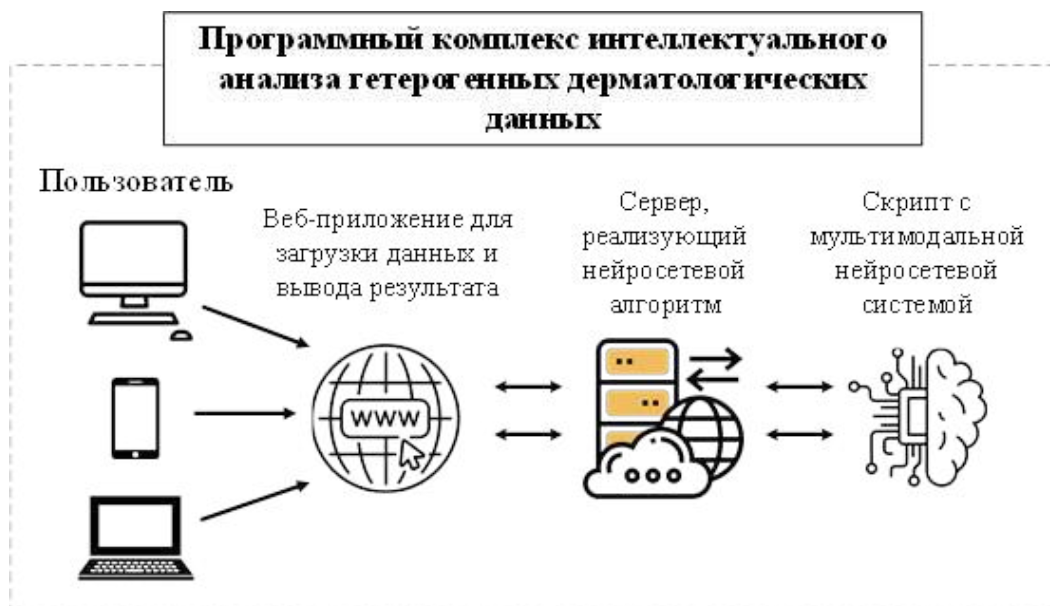 Программный комплекс интеллектуального
анализа гетерогенных дерматологических
данных
Пользователь
Веб-приложение для
загрузки данных и
вывода результата
Сервер,
реализующий
нейросетевой
алгоритм
Скрипт с
мультимодальной
нейросетевой
системой
WWW